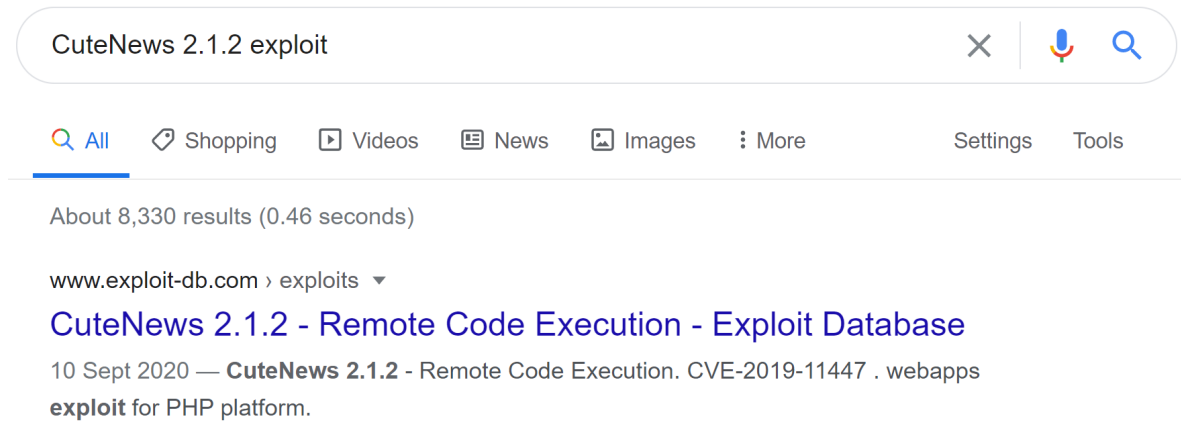 CuteNews 2.1.2 exploit
All Shopping Videos News Images More Settings Tools
About 8,330 results (0.46 seconds)
www.exploit-db.com › exploits
CuteNews 2.1.2 - Remote Code Execution - Exploit Database
10 Sept 2020 — CuteNews 2.1.2 - Remote Code Execution. CVE-2019-11447 . webapps
exploit for PHP platform.